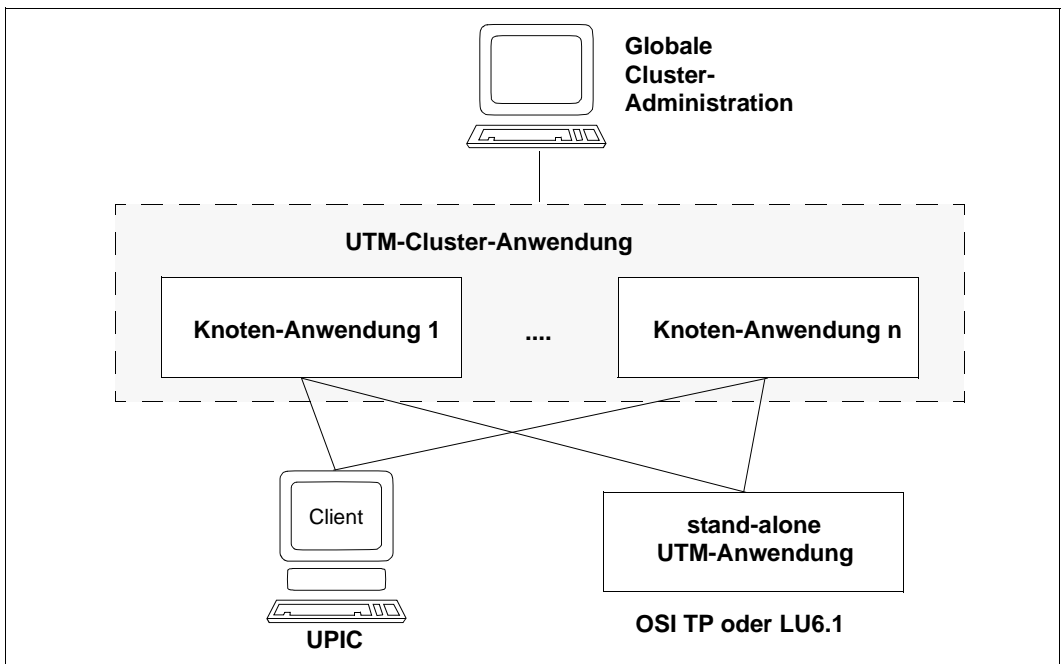 Globale
Cluster-
Administration
UTM-Cluster-Anwendung
Knoten-Anwendung 1
....
Knoten-Anwendung n
Client
UPIC
stand-alone
UTM-Anwendung
OSI TP oder LU6.1